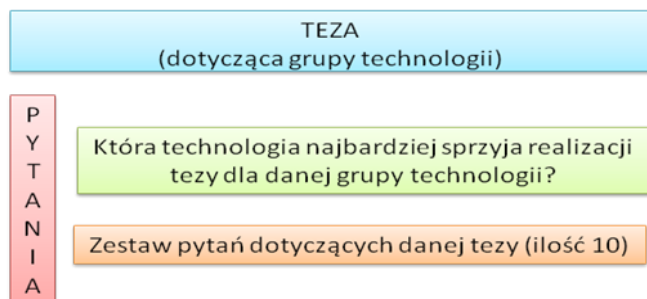 TEZA
(dotycząca grupy technologii)
PYTANIA
Która technologia najbardziej sprzyja realizacji
tezy dla danej grupy technologii?
Zestaw pytań dotyczących danej tezy (ilość 10)